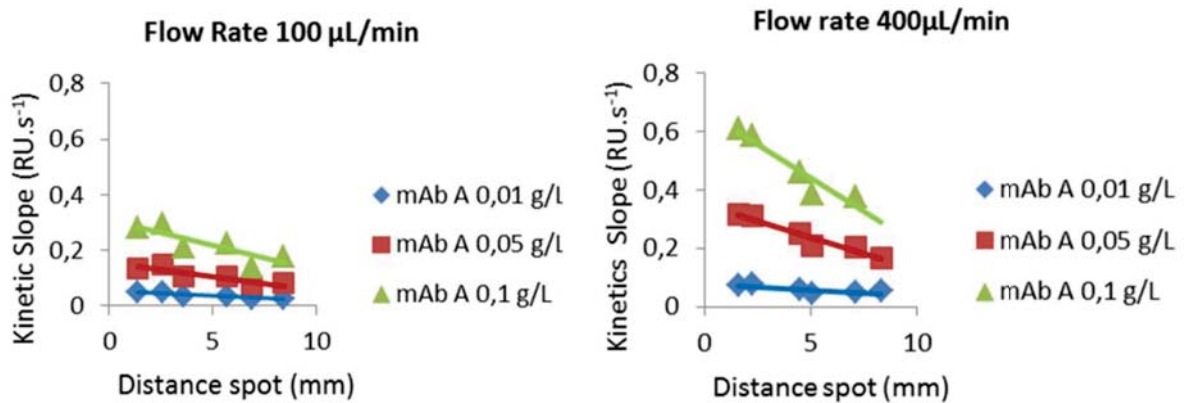 Flow Rate 100 µL/min
Kinetic Slope (RU.s⁻¹)
0,8
0,6
0,4
0,2
0
0
5
10
Distance spot (mm)
mAb A 0,01 g/L
mAb A 0,05 g/L
mAb A 0,1 g/L
Flow rate 400µL/min
Kinetics Slope (RU.s⁻¹)
0,8
0,6
0,4
0,2
0
0
5
10
Distance spot (mm)
mAb A 0,01 g/L
mAb A 0,05 g/L
mAb A 0,1 g/L